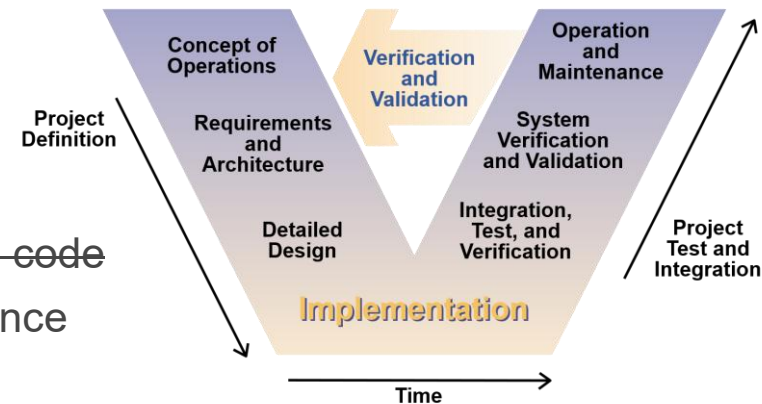 Concept of
Operations
Verification
and
Validation
Operation
and
Maintenance
Project
Definition
Requirements
and
Architecture
System
Verification
and Validation
Detailed
Design
Integration,
Test, and
Verification
Project
Test and
Integration
code
nce
Implementation
Time